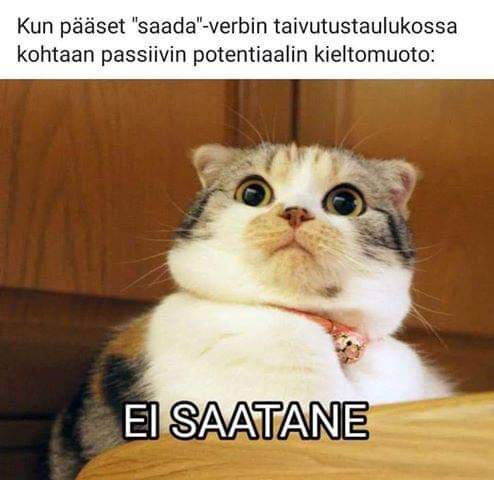 Kun pääset "saada"-verbin taivutustaulukossa
kohtaan passiivin potentiaalin kieltomuoto:
EI SAATANE